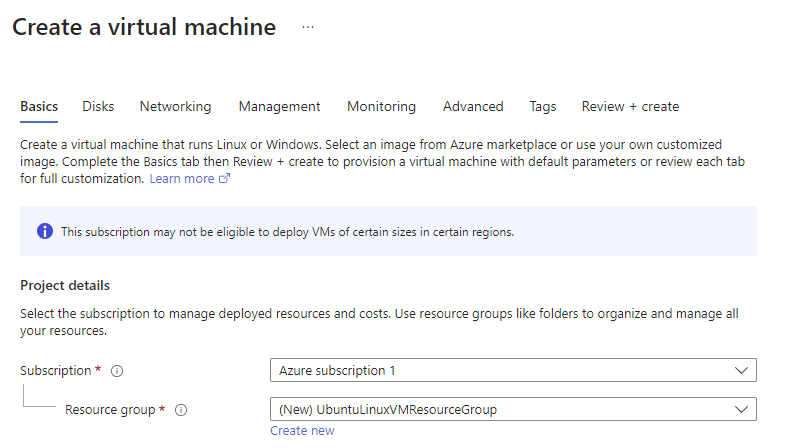 Create a virtual machine ...
Basics Disks Networking Management Monitoring Advanced Tags Review + create
Create a virtual machine that runs Linux or Windows. Select an image from Azure marketplace or use your own customized
image. Complete the Basics tab then Review + create to provision a virtual machine with default parameters or review each tab
for full customization. Learn more
This subscription may not be eligible to deploy VMs of certain sizes in certain regions.
Project details
Select the subscription to manage deployed resources and costs. Use resource groups like folders to organize and manage all
your resources.
Subscription * Azure subscription 1
Resource group * (New) UbuntuLinuxVMResourceGroup
Create new